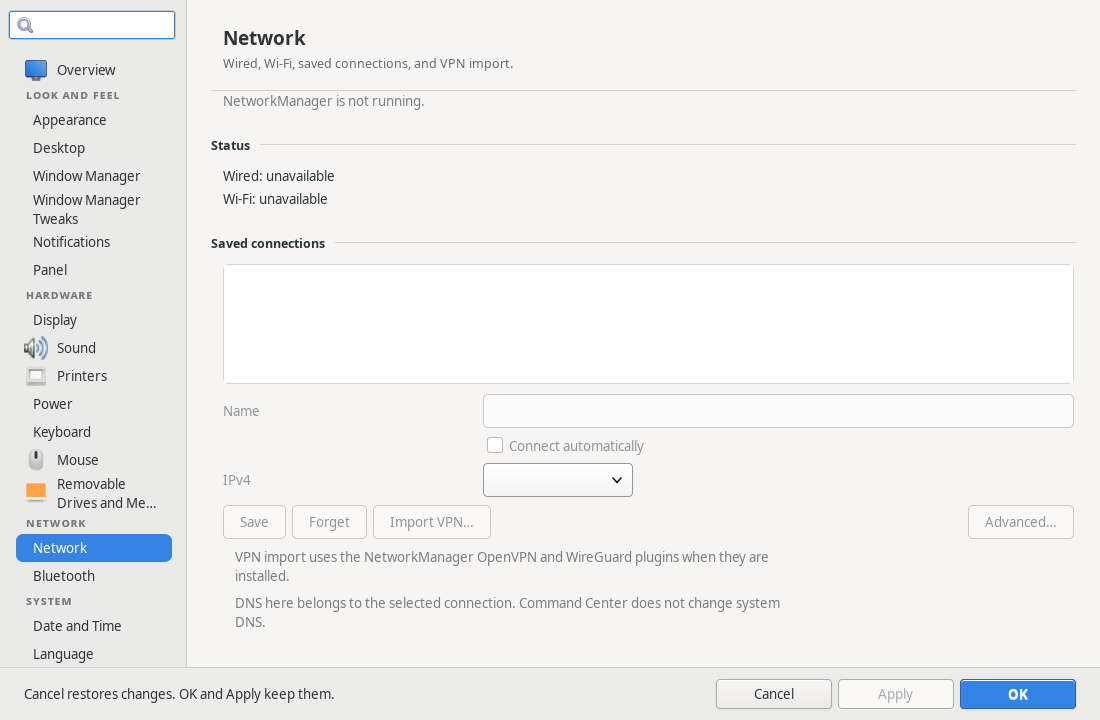 Overview
LOOK AND FEEL
Appearance
Desktop
Window Manager
Window Manager
Tweaks
Notifications
Panel
HARDWARE
Display
Sound
Printers
Power
Keyboard
Mouse
Removable
Drives and Me...
NETWORK
Network
Bluetooth
SYSTEM
Date and Time
Language
Network
Wired, Wi-Fi, saved connections, and VPN import.
NetworkManager is not running.
Status
Wired: unavailable
Wi-Fi: unavailable
Saved connections
Name
Connect automatically
IPv4
Save Forget Import VPN... Advanced...
VPN import uses the NetworkManager OpenVPN and WireGuard plugins when they are
installed.
DNS here belongs to the selected connection. Command Center does not change system
DNS.
Cancel restores changes. OK and Apply keep them. Cancel Apply OK